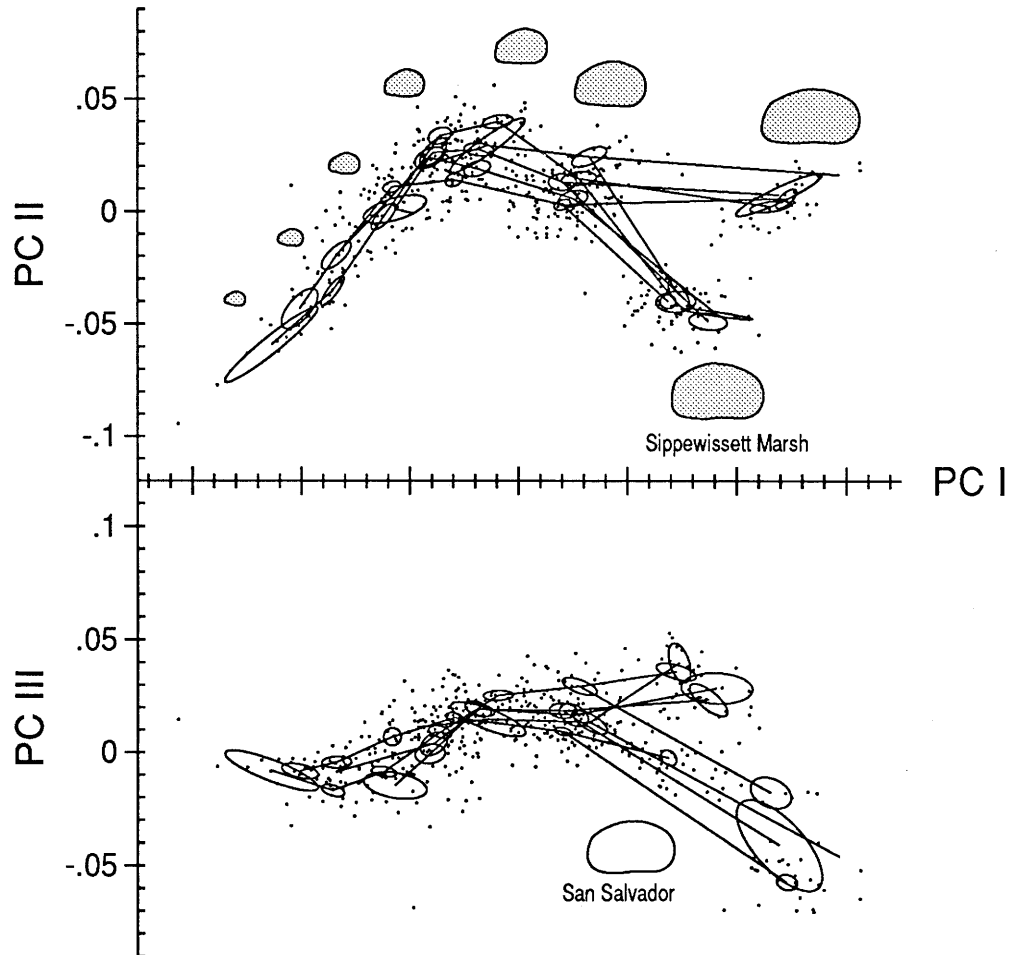 PC II
.05
0
-.05
-.1
Sippewissett Marsh
PC I
PC III
.1
.05
0
-.05
San Salvador